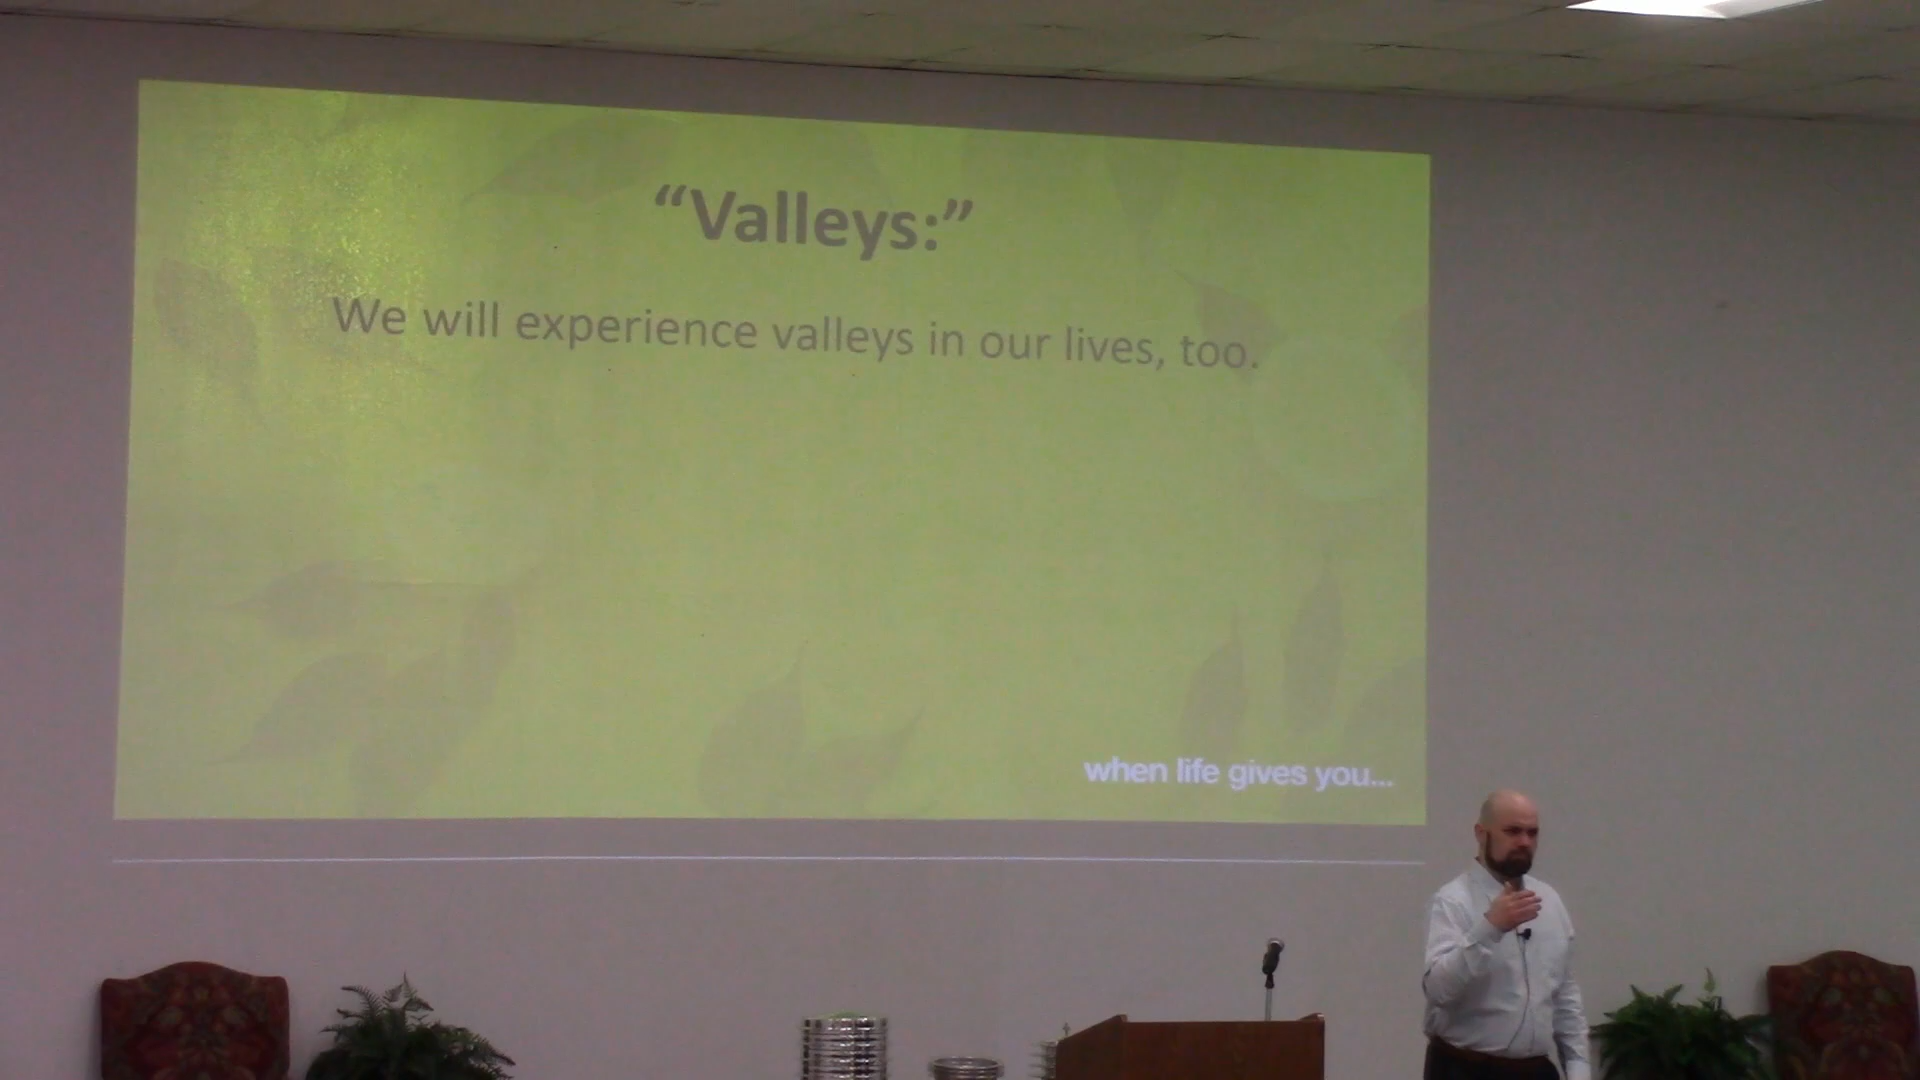 “Valleys:”
We will experience valleys in our lives, too.
when life gives you...